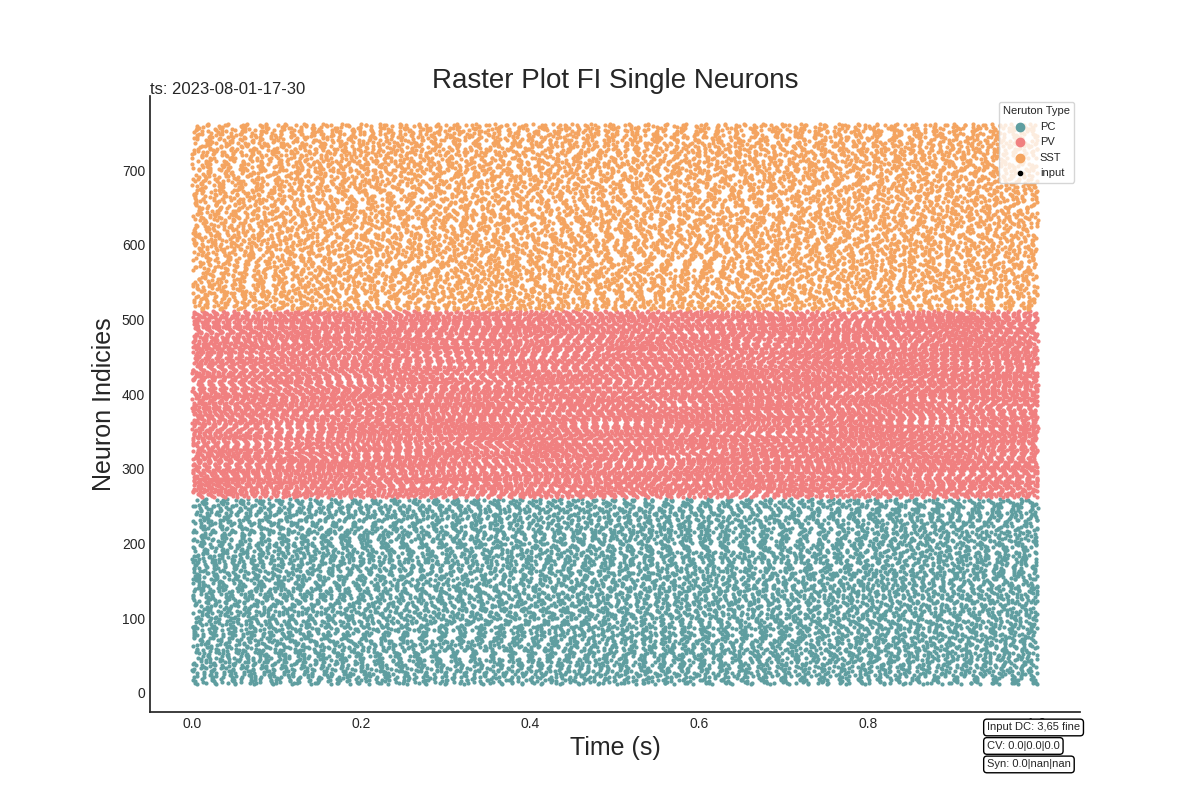 Raster Plot FI Single Neurons
ts: 2023-08-01-17-30
Neruton Type
PC
PV
SST
input
Neuron Indicies
700
600
500
400
300
200
100
0
0.0
0.2
0.4
0.6
0.8
Time (s)
Input DC: 3,65 fine
CV: 0.0|0.0|0.0
Syn: 0.0|nan|nan